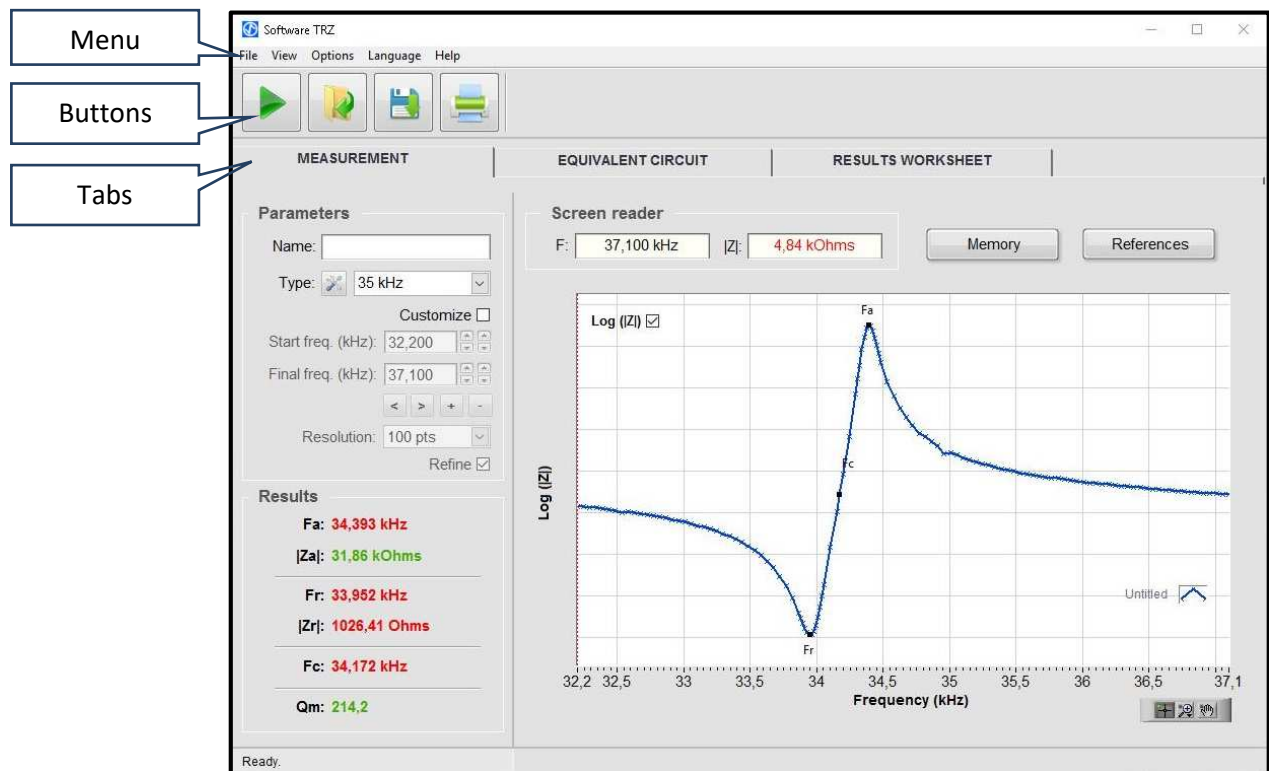 Menu
Buttons
Tabs
Software TRZ
File View Options Language Help
MEASUREMENT EQUIVALENT CIRCUIT RESULTS WORKSHEET
Parameters
Name:
Type: 35 kHz
Customize
Start freq. (kHz): 32,200
Final freq. (kHz): 37,100
< > + -
Resolution: 100 pts
Refine
Results
Fa: 34,393 kHz
|Za|: 31,86 kOhms
Fr: 33,952 kHz
|Zr|: 1026,41 Ohms
Fc: 34,172 kHz
Qm: 214,2
Screen reader
F: 37,100 kHz |Z|: 4,84 kOhms
Memory References
Log (|Z|)
Fa
Fc
Log (|Z|)
Untitled
Fr
32,2 32,5 33 33,5 34 34,5 35 35,5 36 36,5 37,1
Frequency (kHz)
Ready.